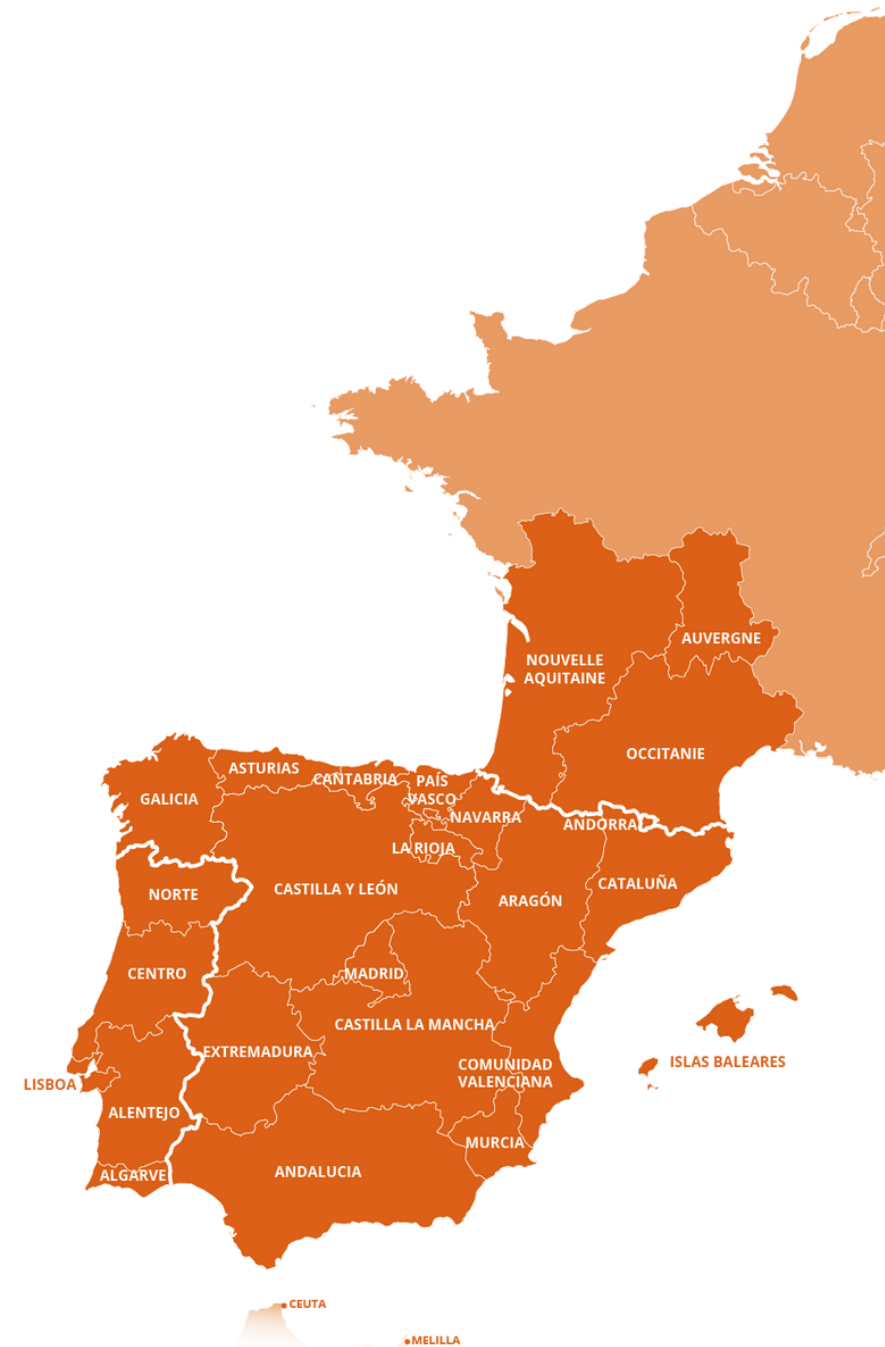 AUVERGNE
NOUVELLE
AQUITAINE
OCCITANIE
ASTURIAS
CANTABRIA
PAÍS
VASCO
GALICIA
NAVARRA
ANDORRA
LA RIOJA
CATALUÑA
CASTILLA Y LEÓN
NORTE
ARAGÓN
CENTRO
MADRID
CASTILLA LA MANCHA
EXTREMADURA
ISLAS BALEARES
COMUNIDAD
VALENCIANA
LISBOA
ALENTEJO
MURCIA
ANDALUCIA
ALGARVE
CEUTA
MELILLA